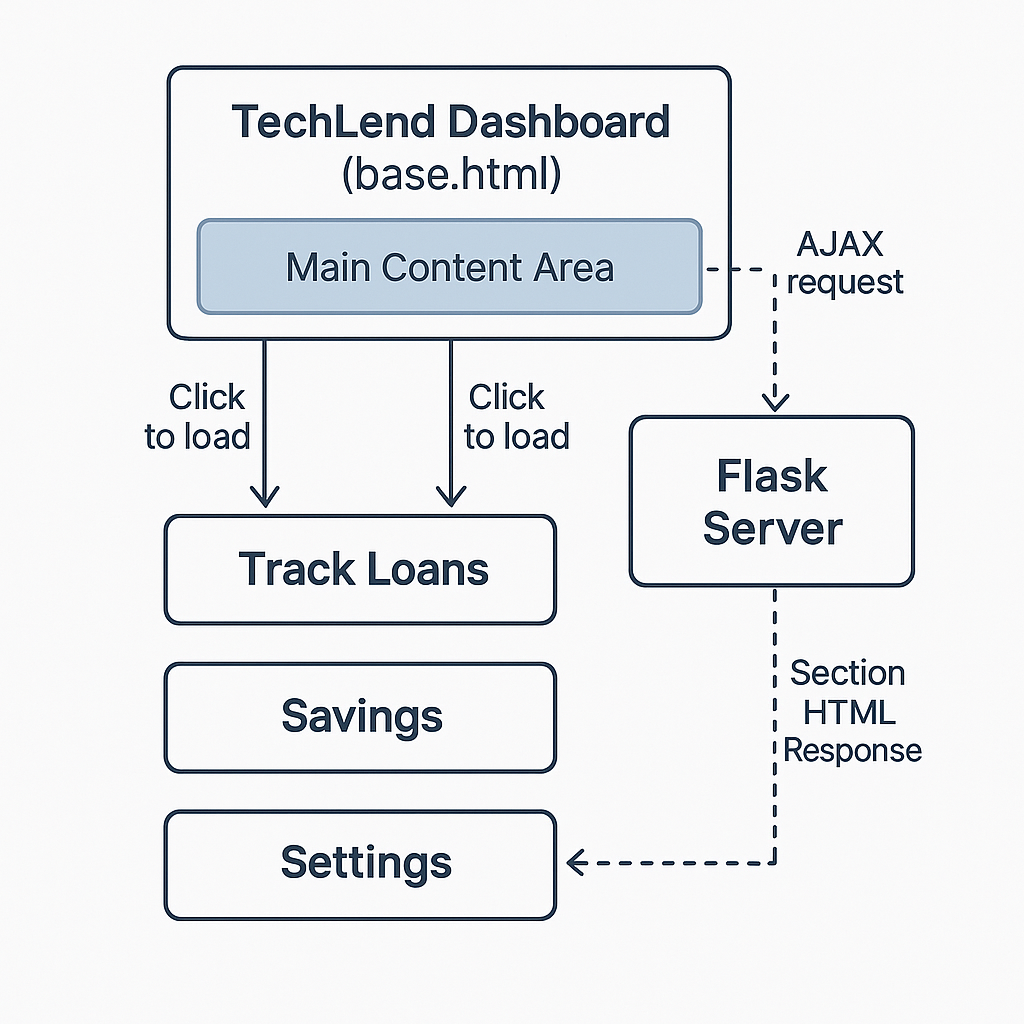 TechLend Dashboard
(base.html)
Main Content Area
AJAX
request
Click
to load
Click
to load
Flask
Server
Track Loans
Savings
Section
HTML
Response
Settings